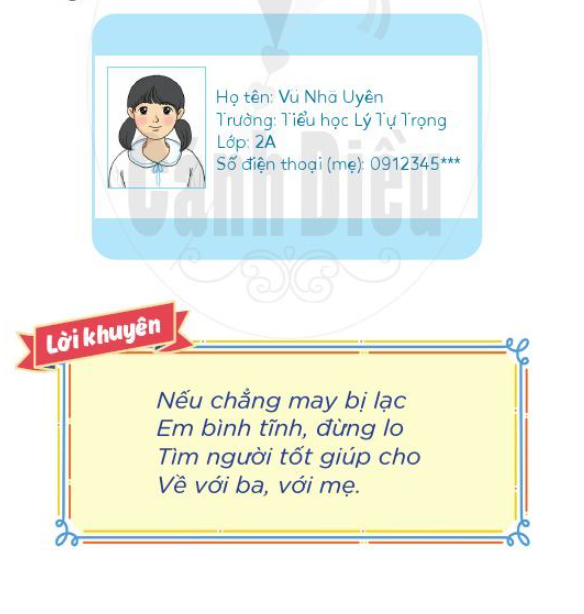 Họ tên: Vũ Nhã Uyên
Trường: Tiểu học Lý Tự Trọng
Lớp: 2A
Số điện thoại (mẹ): 0912345***
Cánh Diều
Lời khuyên
Nếu chẳng may bị lạc
Em bình tĩnh, đừng lo
Tìm người tốt giúp cho
Về với ba, với mẹ.